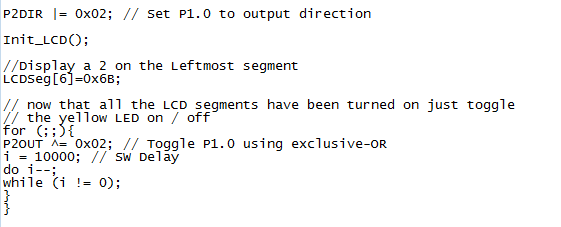 P2DIR |= 0x02; // Set P1.0 to output direction
Init_LCD();
//Display a 2 on the Leftmost segment
LCDSeg[6]=0x6B;
// now that all the LCD segments have been turned on just toggle
// the yellow LED on / off
for (;;){
P2OUT ^= 0x02; // Toggle P1.0 using exclusive-OR
i = 10000; // SW Delay
do i--;
while (i != 0);
}
}